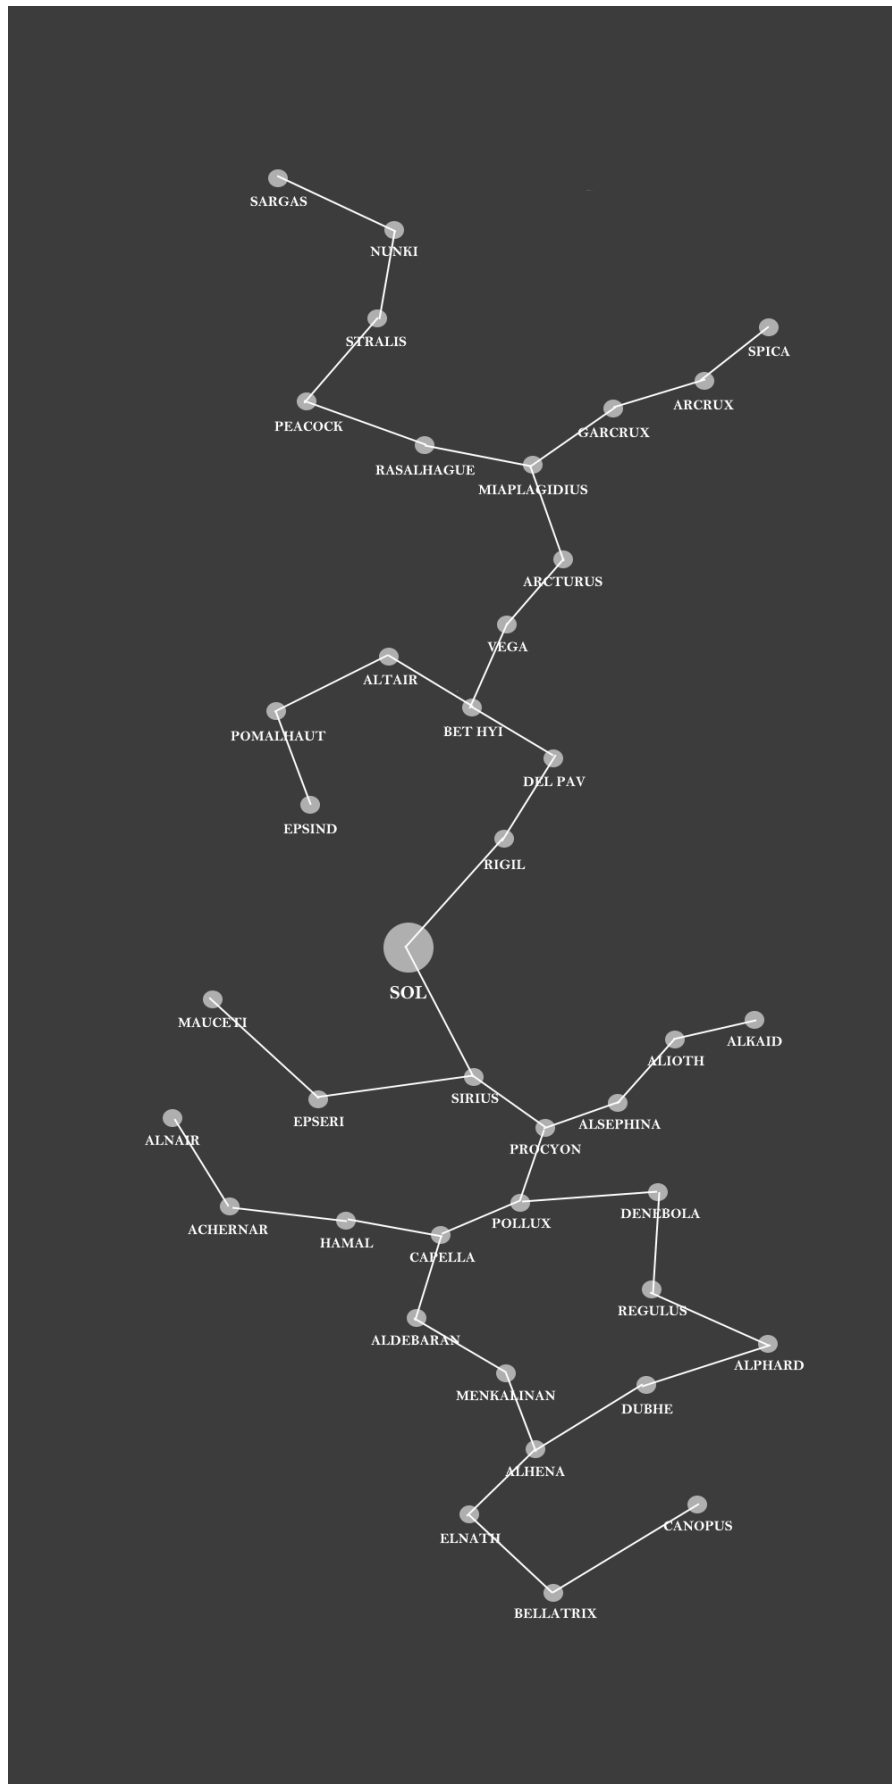 SARGAS
NUNKI
STRALIS
SPICA
ARCRUX
PEACOCK
GARCRUX
RASALHAGUE
MIAPLAGIDIUS
ARCTURUS
VEGA
ALTAIR
BET HYI
POMALHAUT
DEL PAV
EPSIND
RIGIL
SOL
MAUCETI
ALKAID
ALIOTH
SIRIUS
EPSERI
ALSEPHINA
ALNAIR
PROCYON
DENEBOLA
POLLUX
ACHERNAR
HAMAL
CAPELLA
REGULUS
ALDEBARAN
ALPHARD
MENKALINAN
DUBHE
ALHENA
CANOPUS
ELNATH
BELLATRIX